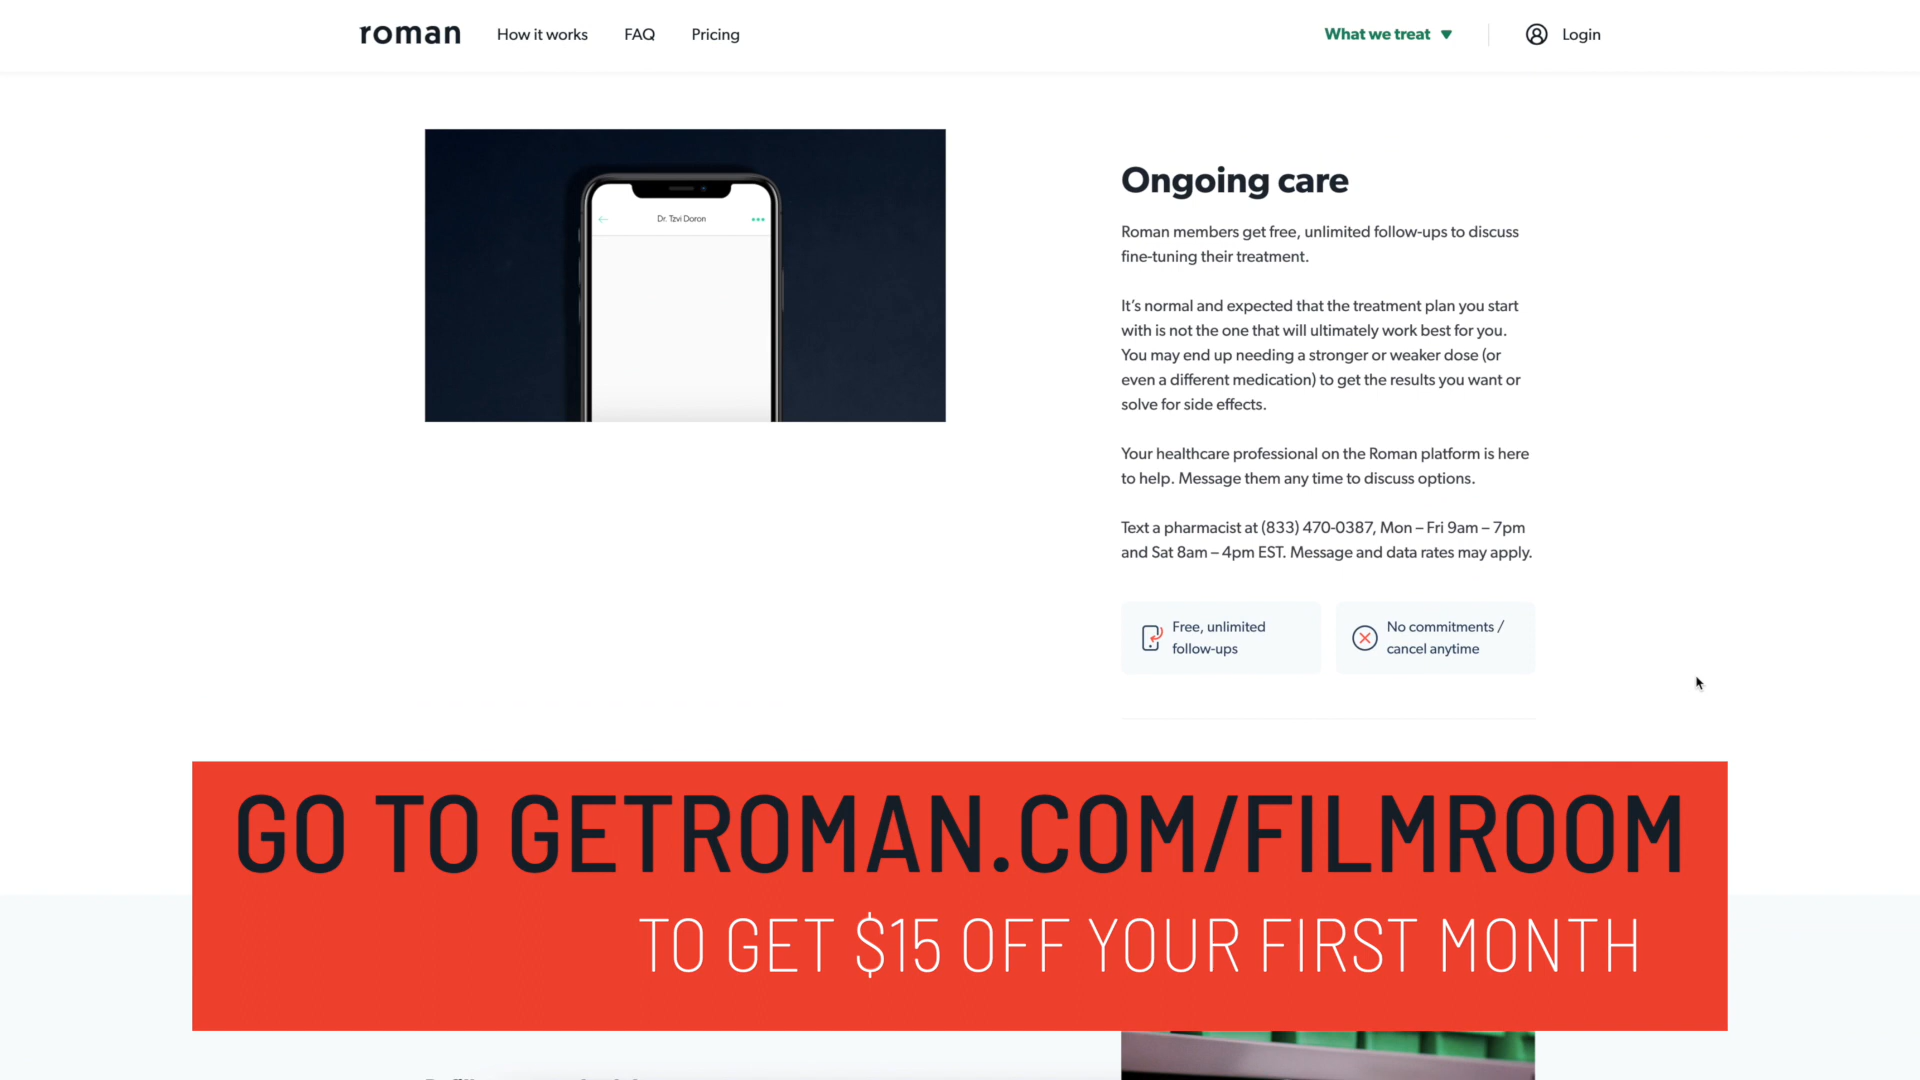 roman
How it works
FAQ
Pricing
What we treat
Login
Dr. Tzvi Doron
Ongoing care
Roman members get free, unlimited follow-ups to discuss
fine-tuning their treatment.
It’s normal and expected that the treatment plan you start
with is not the one that will ultimately work best for you.
You may end up needing a stronger or weaker dose (or
even a different medication) to get the results you want or
solve for side effects.
Your healthcare professional on the Roman platform is here
to help. Message them any time to discuss options.
Text a pharmacist at (833) 470-0387, Mon – Fri 9am – 7pm
and Sat 8am – 4pm EST. Message and data rates may apply.
Free, unlimited
follow-ups
No commitments /
cancel anytime
GO TO GETROMAN.COM/FILMROOM
TO GET $15 OFF YOUR FIRST MONTH